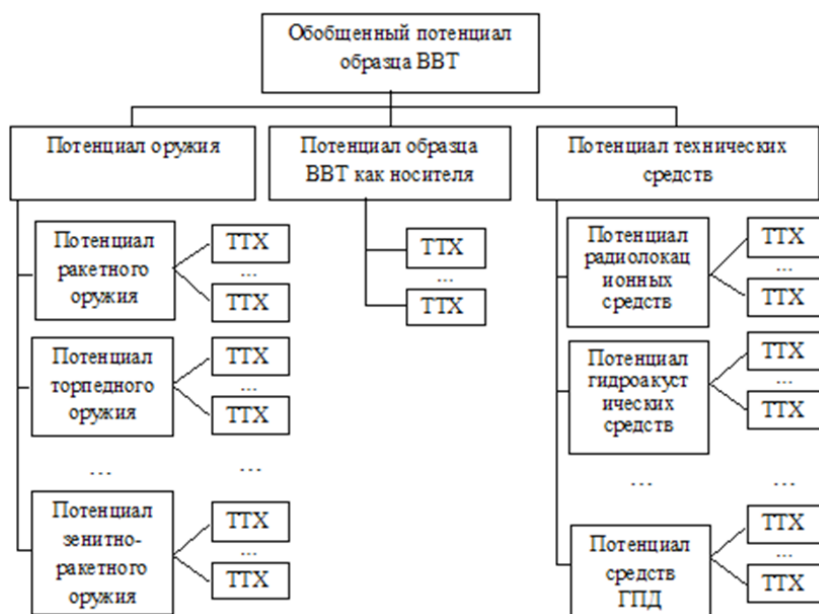 Обобщенный потенциал
образца ВВТ
Потенциал оружия
Потенциал образца
ВВТ как носителя
Потенциал технических
средств
Потенциал
ракетного
оружия
ТТХ
...
ТТХ
Потенциал
торпедного
оружия
ТТХ
...
ТТХ
...
...
Потенциал
зенитно-
ракетного
оружия
ТТХ
...
ТТХ
ТТХ
...
ТТХ
Потенциал
радиолокац
ионных
средств
ТТХ
...
ТТХ
Потенциал
гидроакуст
ических
средств
ТТХ
...
ТТХ
...
...
Потенциал
средств
ГПД
ТТХ
...
ТТХ